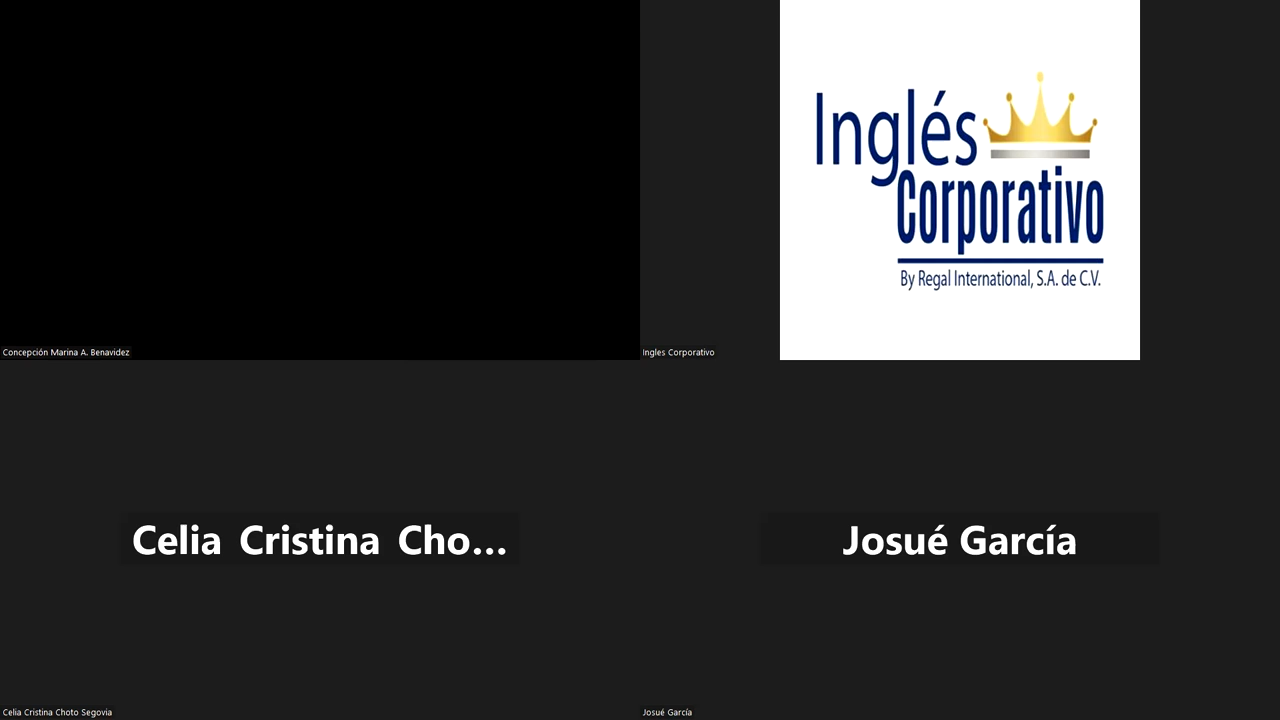 Inglés
Corporativo
By Regal International, S.A. de C.V.
Concepción Marina A. Benavidez
Ingles Corporativo
Celia Cristina Cho...
Josué García
Celia Cristina Choto Segovia
Josué García